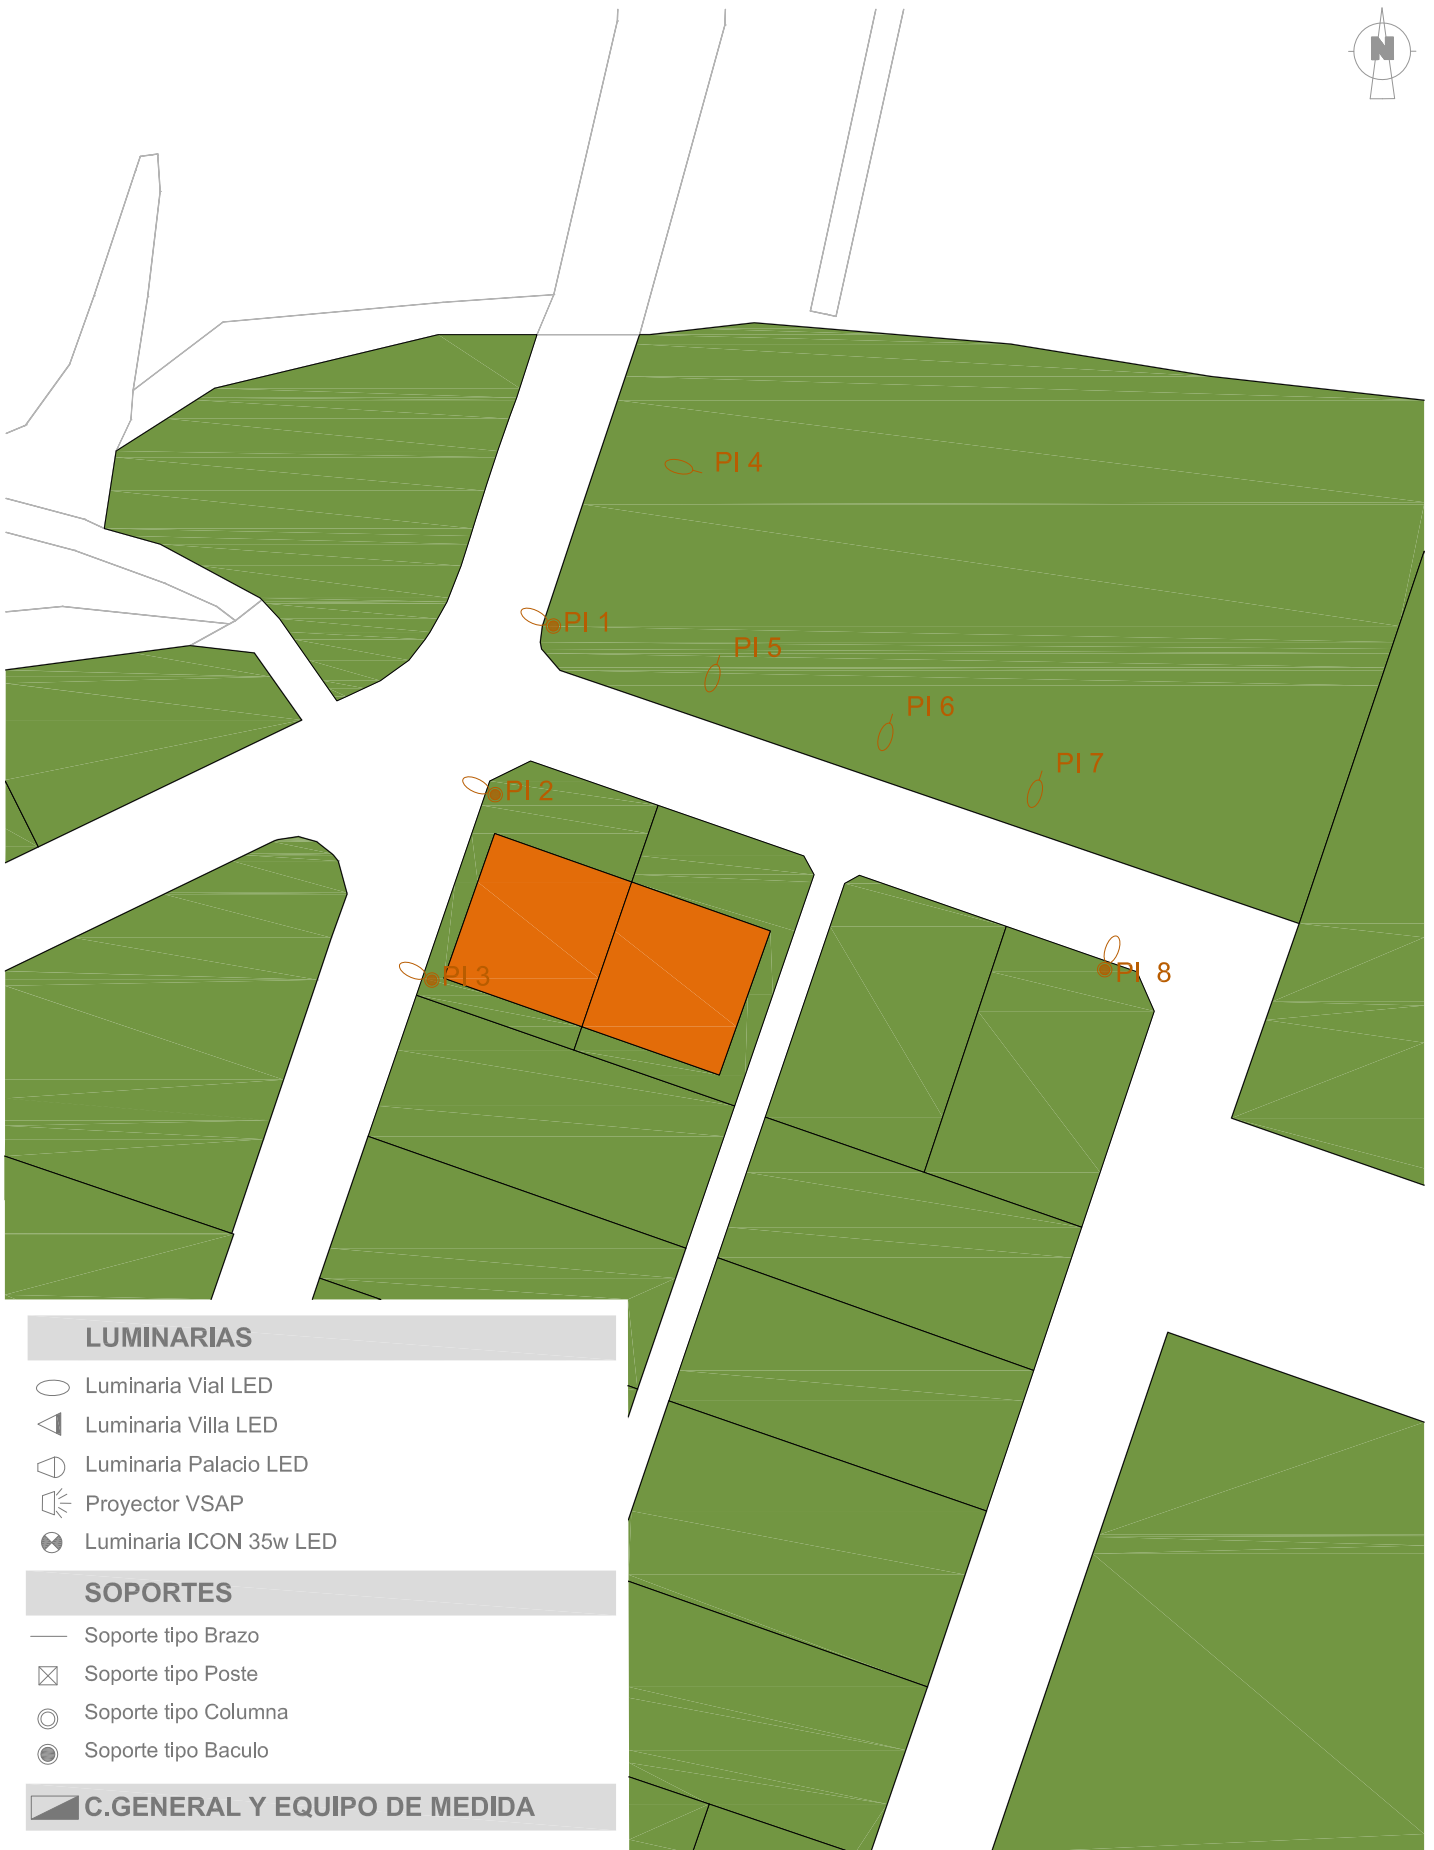 N
PI 4
PI 1
PI 5
PI 6
PI 7
PI 2
PI 8
PI 3
LUMINARIAS
Luminaria Vial LED
Luminaria Villa LED
Luminaria Palacio LED
Proyector VSAP
Luminaria ICON 35w LED
SOPORTES
Soporte tipo Brazo
Soporte tipo Poste
Soporte tipo Columna
Soporte tipo Baculo
C.GENERAL Y EQUIPO DE MEDIDA